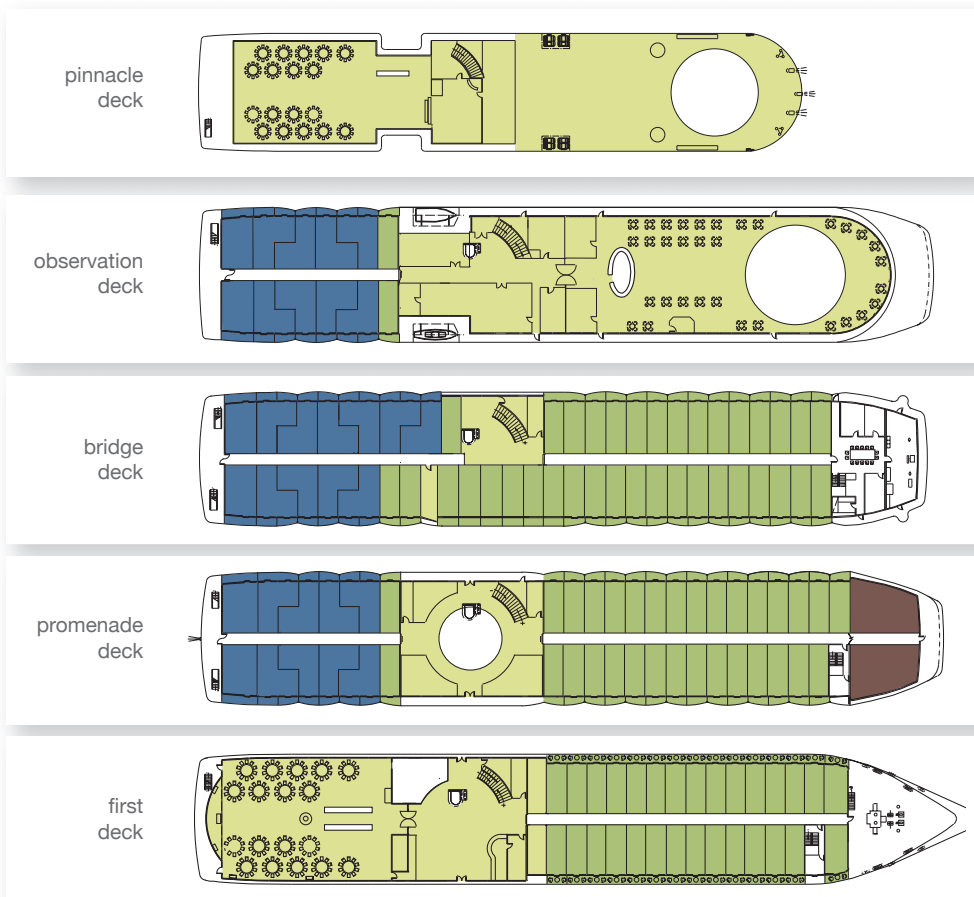 pinnacle
deck
observation
deck
bridge
deck
promenade
deck
first
deck